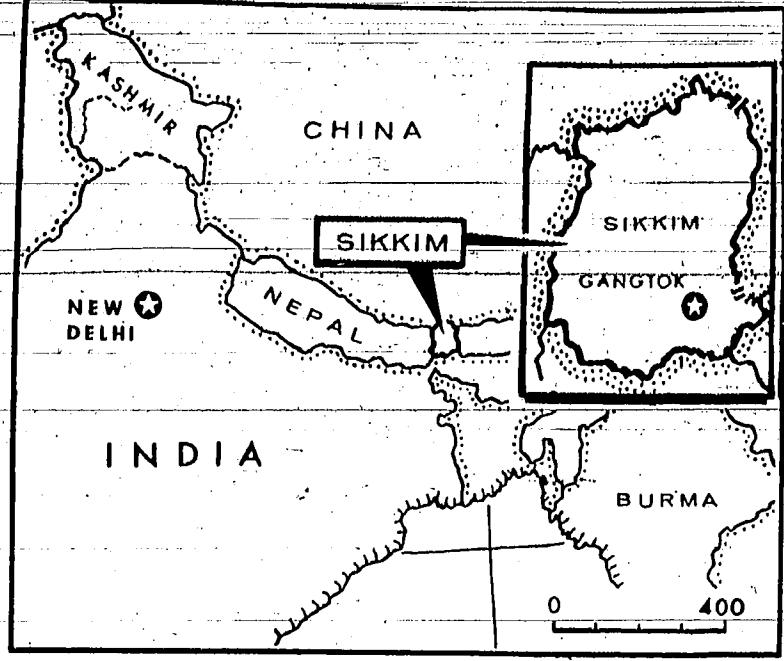 KASHMIR
CHINA
SIKKIM
SIKKIM
GANGTOK
NEW
DELHI
NEPAL
INDIA
BURMA
0 400